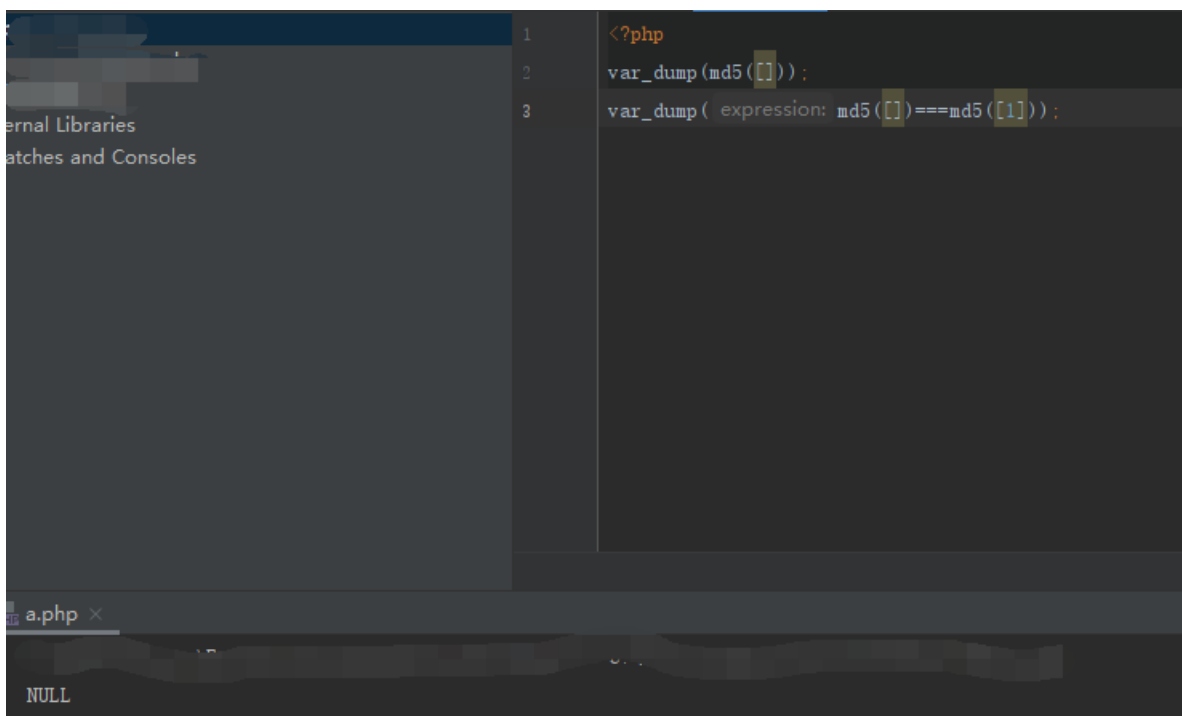 1 <?php
2 var_dump(md5([]));
3 var_dump( expression: md5([])===md5([1]));
ernal Libraries
atches and Consoles
a.php ×
NULL